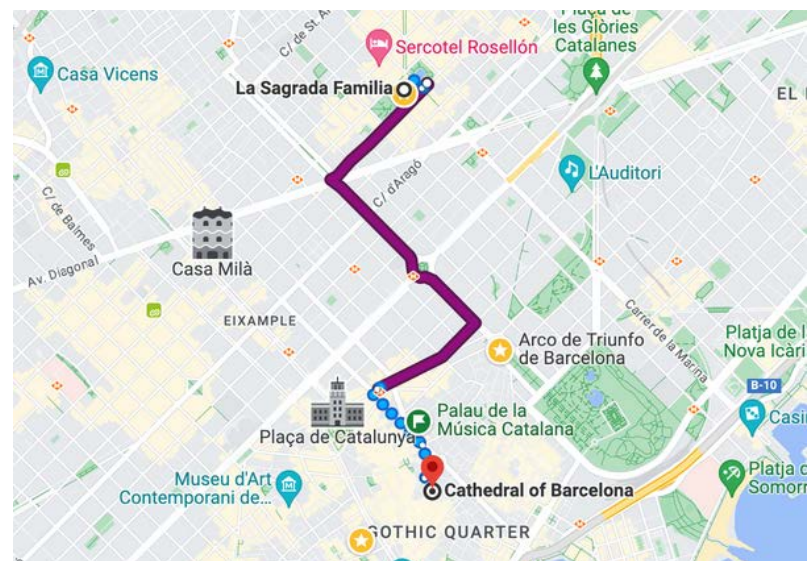 Plaça de
les Glòries
Catalanes
C/ de St. A
Sercotel Rosellón
Casa Vicens
La Sagrada Familia
EL
C/ d'Aragó
L'Auditori
C/ de Balmes
Casa Milà
Av. Diagonal
EIXAMPLE
Carrer de la Marina
Arco de Triunfo
de Barcelona
Platja de l
Nova Icàri
B-10
Palau de la
Música Catalana
Casin
Plaça de Catalunya
Museu d'Art
Contemporani de...
Cathedral of Barcelona
Platja d
Somorr
GOTHIC QUARTER